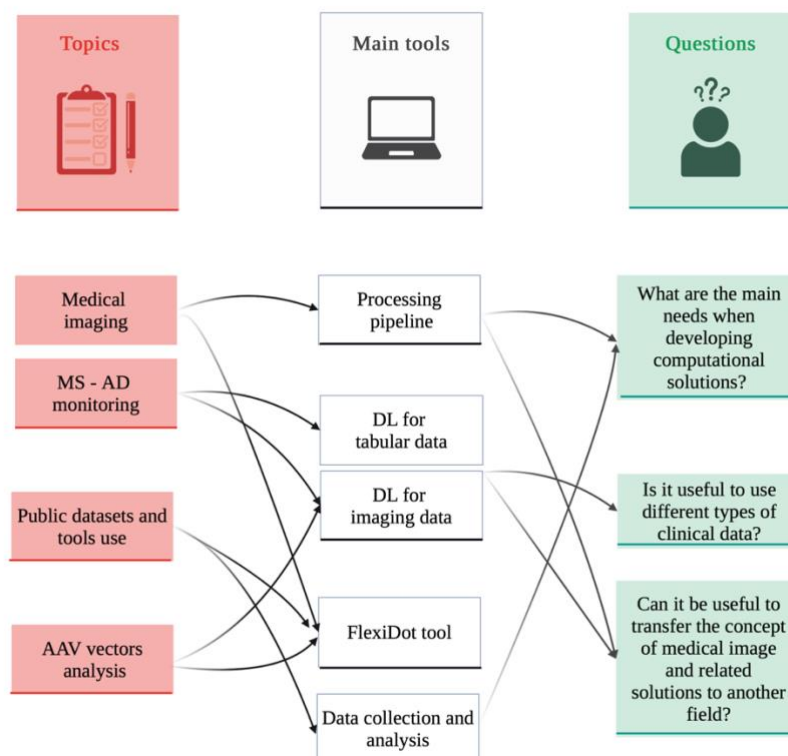 Topics
Main tools
Questions
? ? ?
Medical
imaging
MS - AD
monitoring
Public datasets and
tools use
AAV vectors
analysis
Processing
pipeline
DL for
tabular data
DL for
imaging data
FlexiDot tool
Data collection and
analysis
What are the main
needs when
developing
computational
solutions?
Is it useful to use
different types of
clinical data?
Can it be useful to
transfer the concept
of medical image
and related
solutions to another
field?